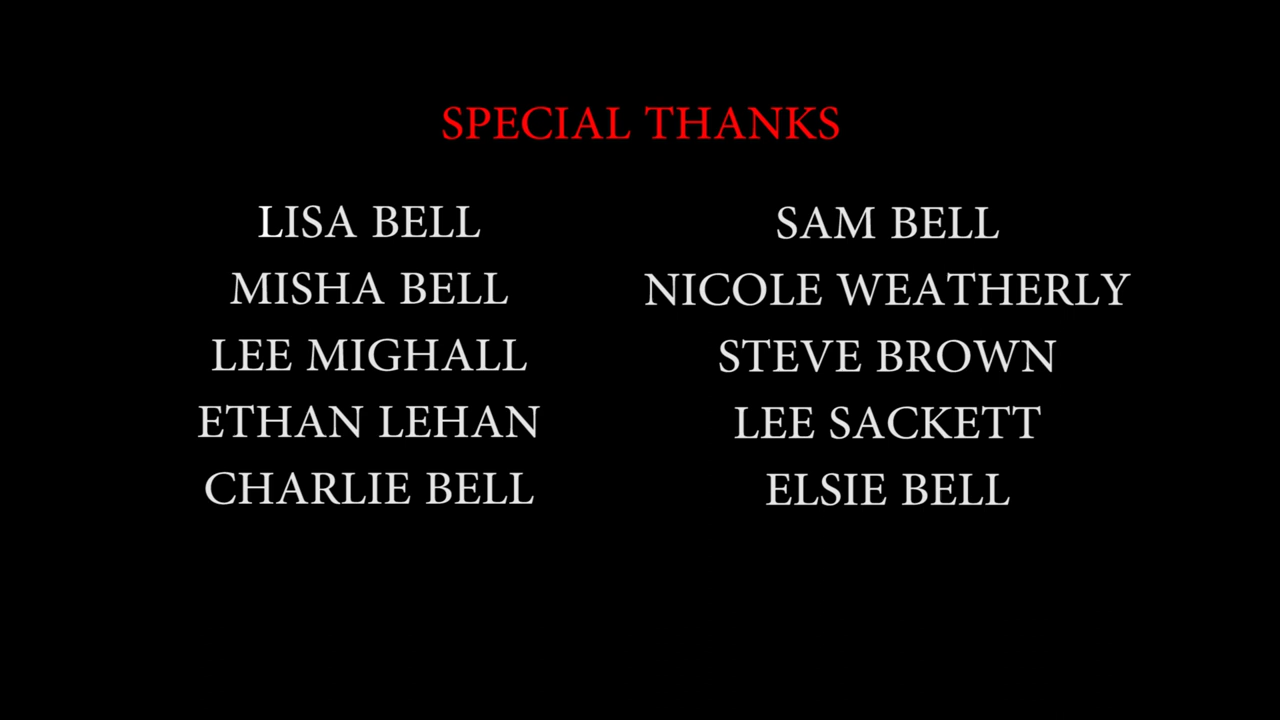 SPECIAL THANKS
LISA BELL
MISHA BELL
LEE MIGHALL
ETHAN LEHAN
CHARLIE BELL
SAM BELL
NICOLE WEATHERLY
STEVE BROWN
LEE SACKETT
ELSIE BELL